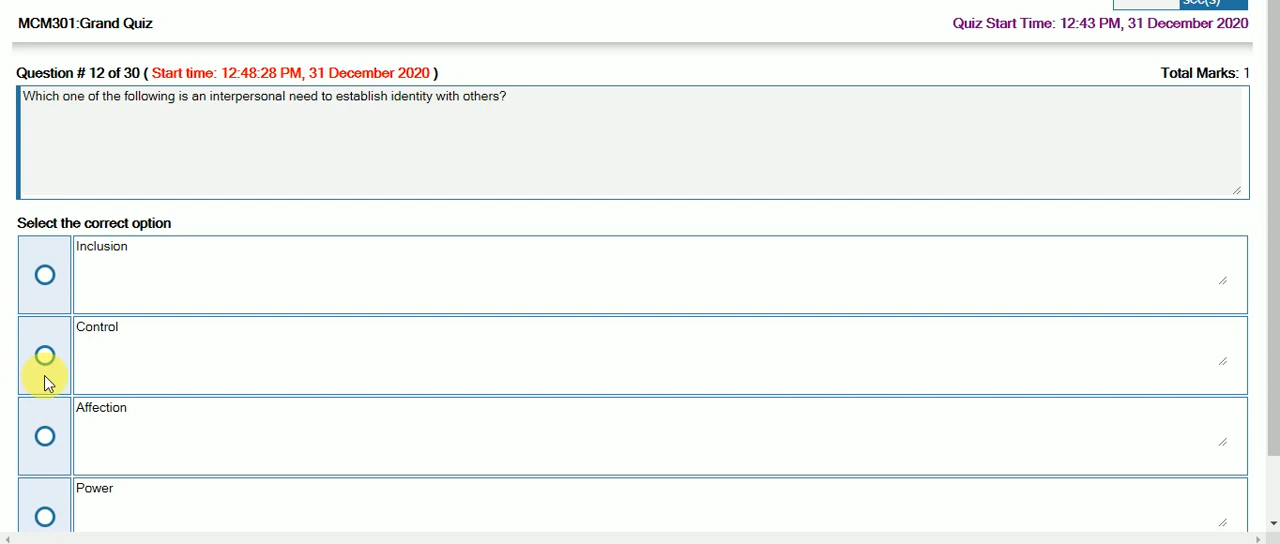 sec(s)
MCM301:Grand Quiz
Quiz Start Time: 12:43 PM, 31 December 2020
Question # 12 of 30 ( Start time: 12:48:28 PM, 31 December 2020 )
Total Marks: 1
Which one of the following is an interpersonal need to establish identity with others?
Select the correct option
Inclusion
Control
Affection
Power